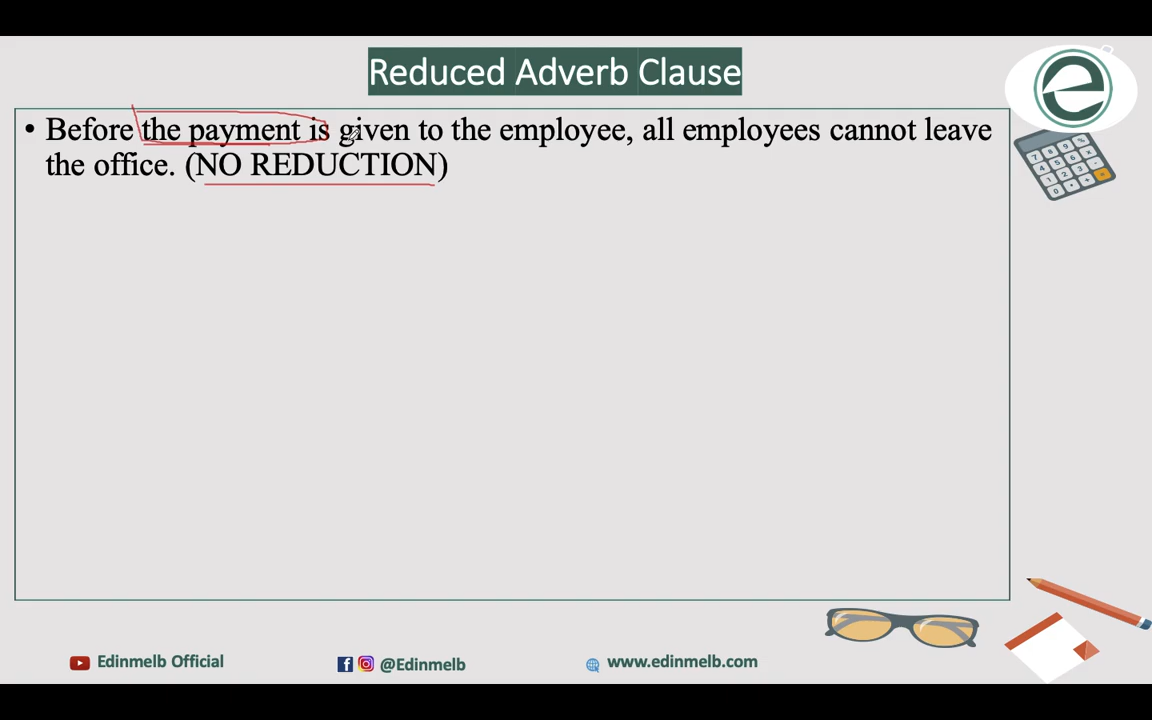 Reduced Adverb Clause
• Before the payment is given to the employee, all employees cannot leave
the office. (NO REDUCTION)
Edinmelb Official
@Edinmelb
www.edinmelb.com